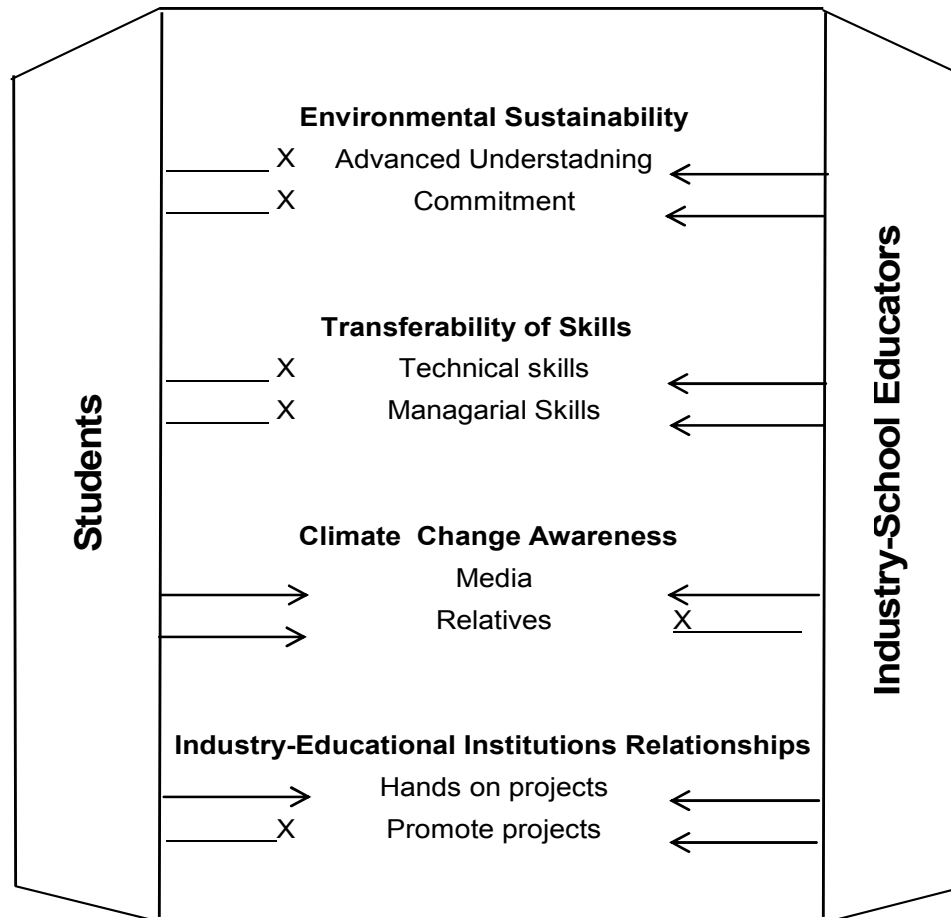 Environmental Sustainability
X Advanced Understadning
X Commitment
Transferability of Skills
X Technical skills
X Managarial Skills
Climate Change Awareness
Media
Relatives X
Industry-Educational Institutions Relationships
Hands on projects
X Promote projects
Students
Industry-School Educators